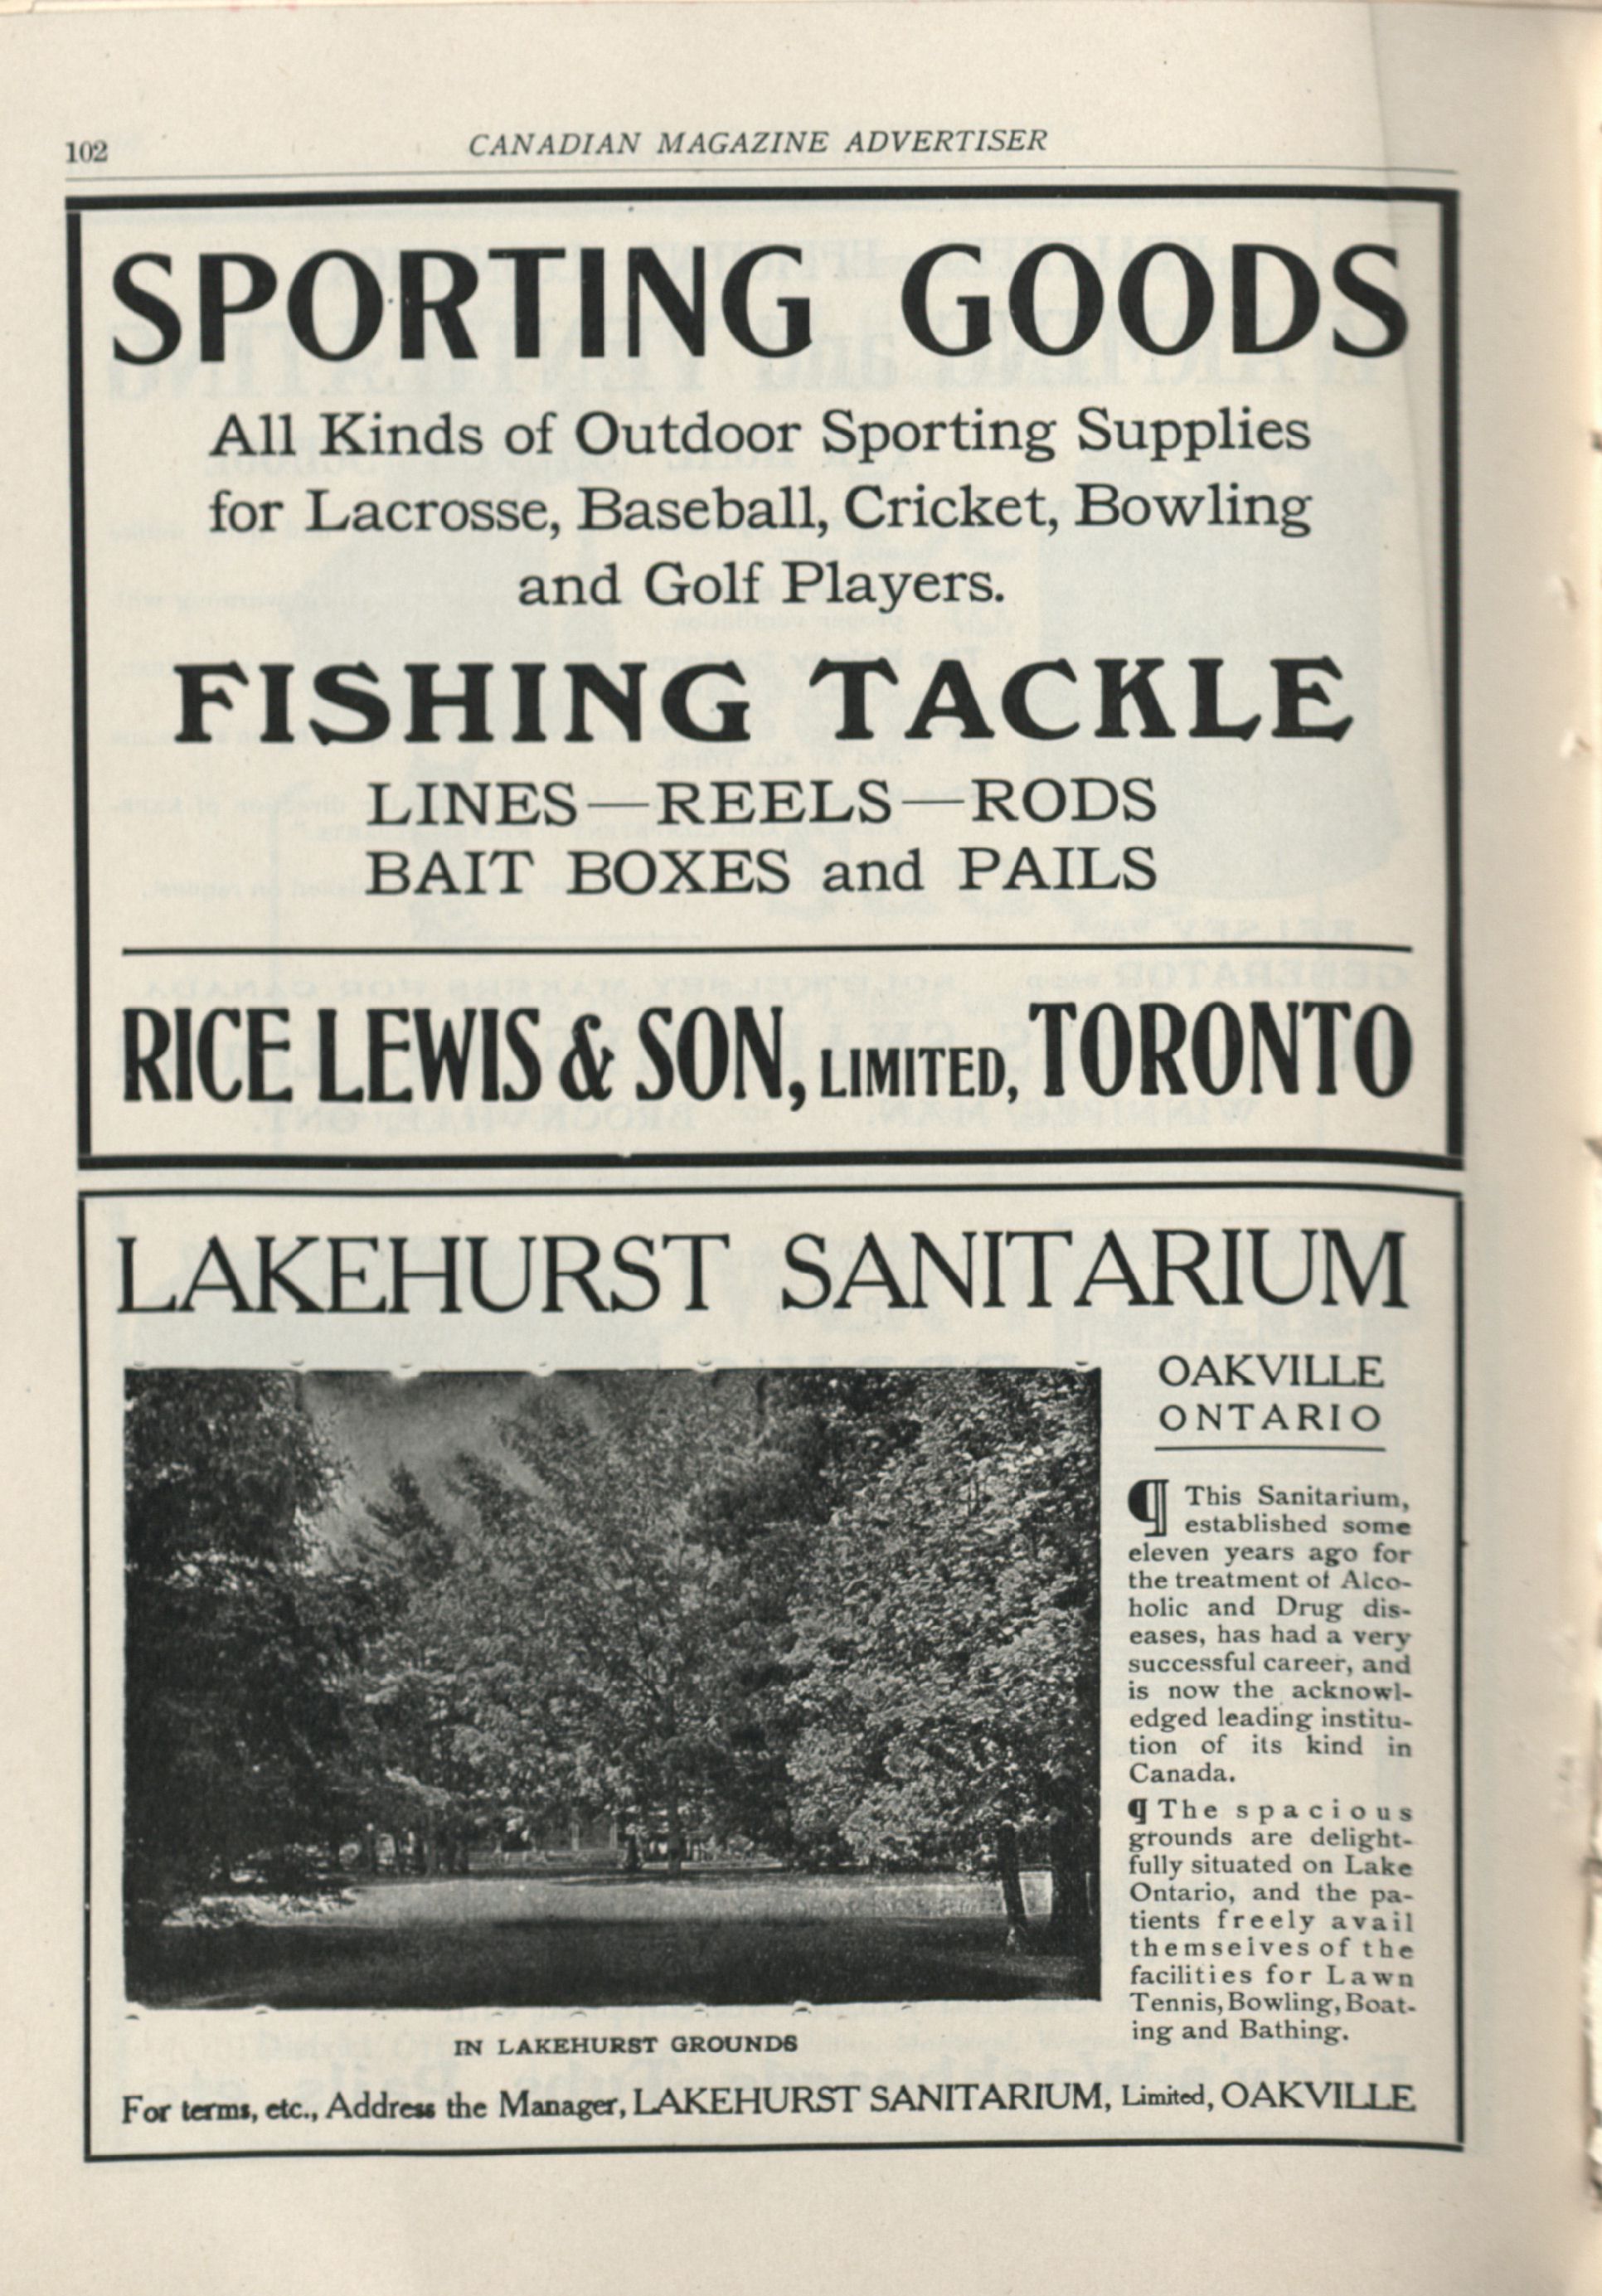 102
CANADIAN MAGAZINE ADVERTISER
SPORTING GOODS
All Kinds of Outdoor Sporting Supplies
for Lacrosse, Baseball, Cricket, Bowling
and Golf Players.
FISHING TACKLE
LINES—REELS—RODS
BAIT BOXES and PAILS
RICE LEWIS & SON, LIMITED, TORONTO
LAKEHURST SANITARIUM
OAKVILLE
ONTARIO
¶ This Sanitarium,
established some
eleven years ago for
the treatment of Alco-
holic and Drug dis-
eases, has had a very
successful career, and
is now the acknowl-
edged leading institu-
tion of its kind in
Canada.
¶ The spacious
grounds are delight-
fully situated on Lake
Ontario, and the pa-
tients freely avail
themselves of the
facilities for Lawn
Tennis, Bowling, Boat-
ing and Bathing.
IN LAKEHURST GROUNDS
For terms, etc., Address the Manager, LAKEHURST SANITARIUM, Limited, OAKVILLE